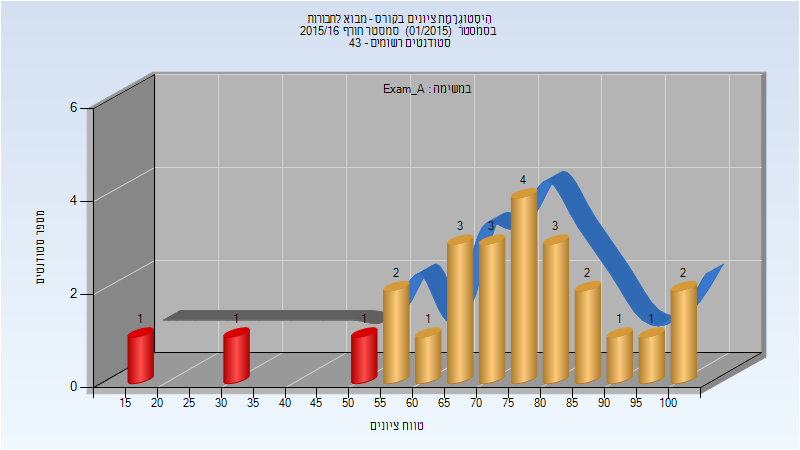 היסטוגרמת ציונים בקורס - מבוא לחבורות
בסמסטר  (01/2015)  סמסטר חורף 2015/16
סטודנטים רשומים - 43
במשימה : Exam_A
מספר סטודנטים
6
4
2
0
1
1
1
2
1
3
3
4
3
2
1
1
2
15 20 25 30 35 40 45 50 55 60 65 70 75 80 85 90 95 100
טווח ציונים